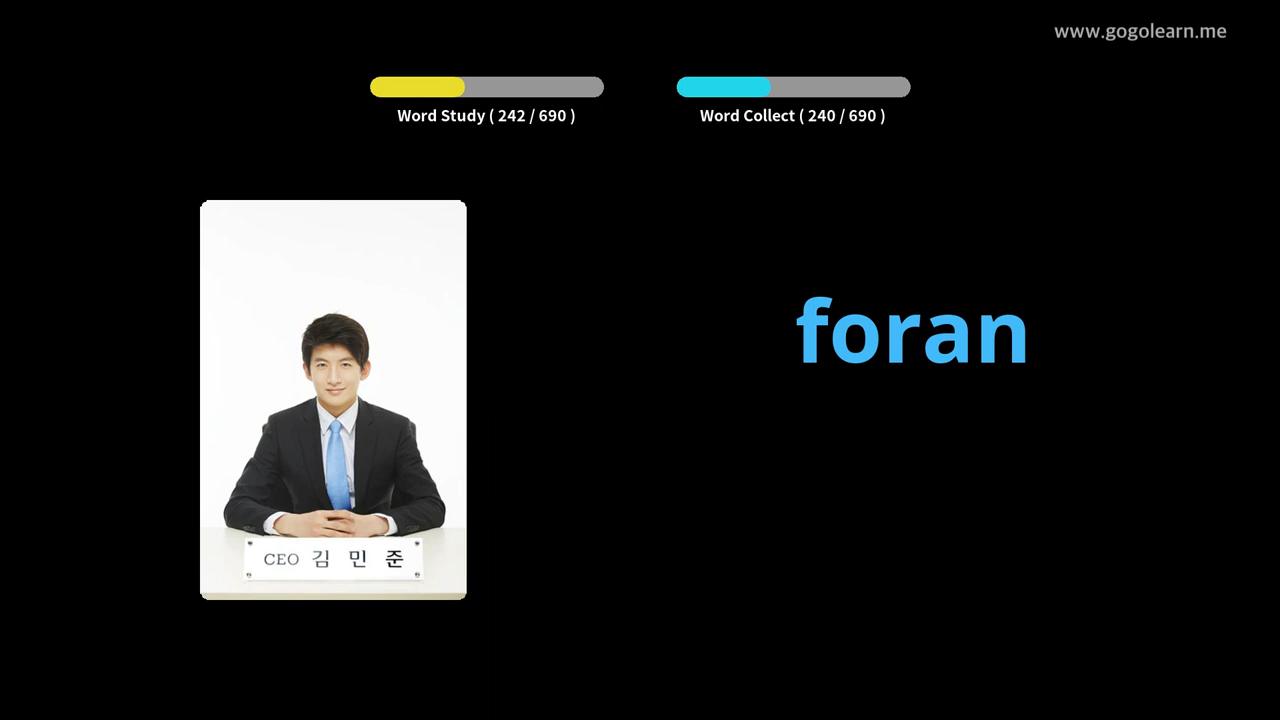 www.gogolearn.me
Word Study ( 242 / 690 )
Word Collect ( 240 / 690 )
foran
CEO 김 민 준